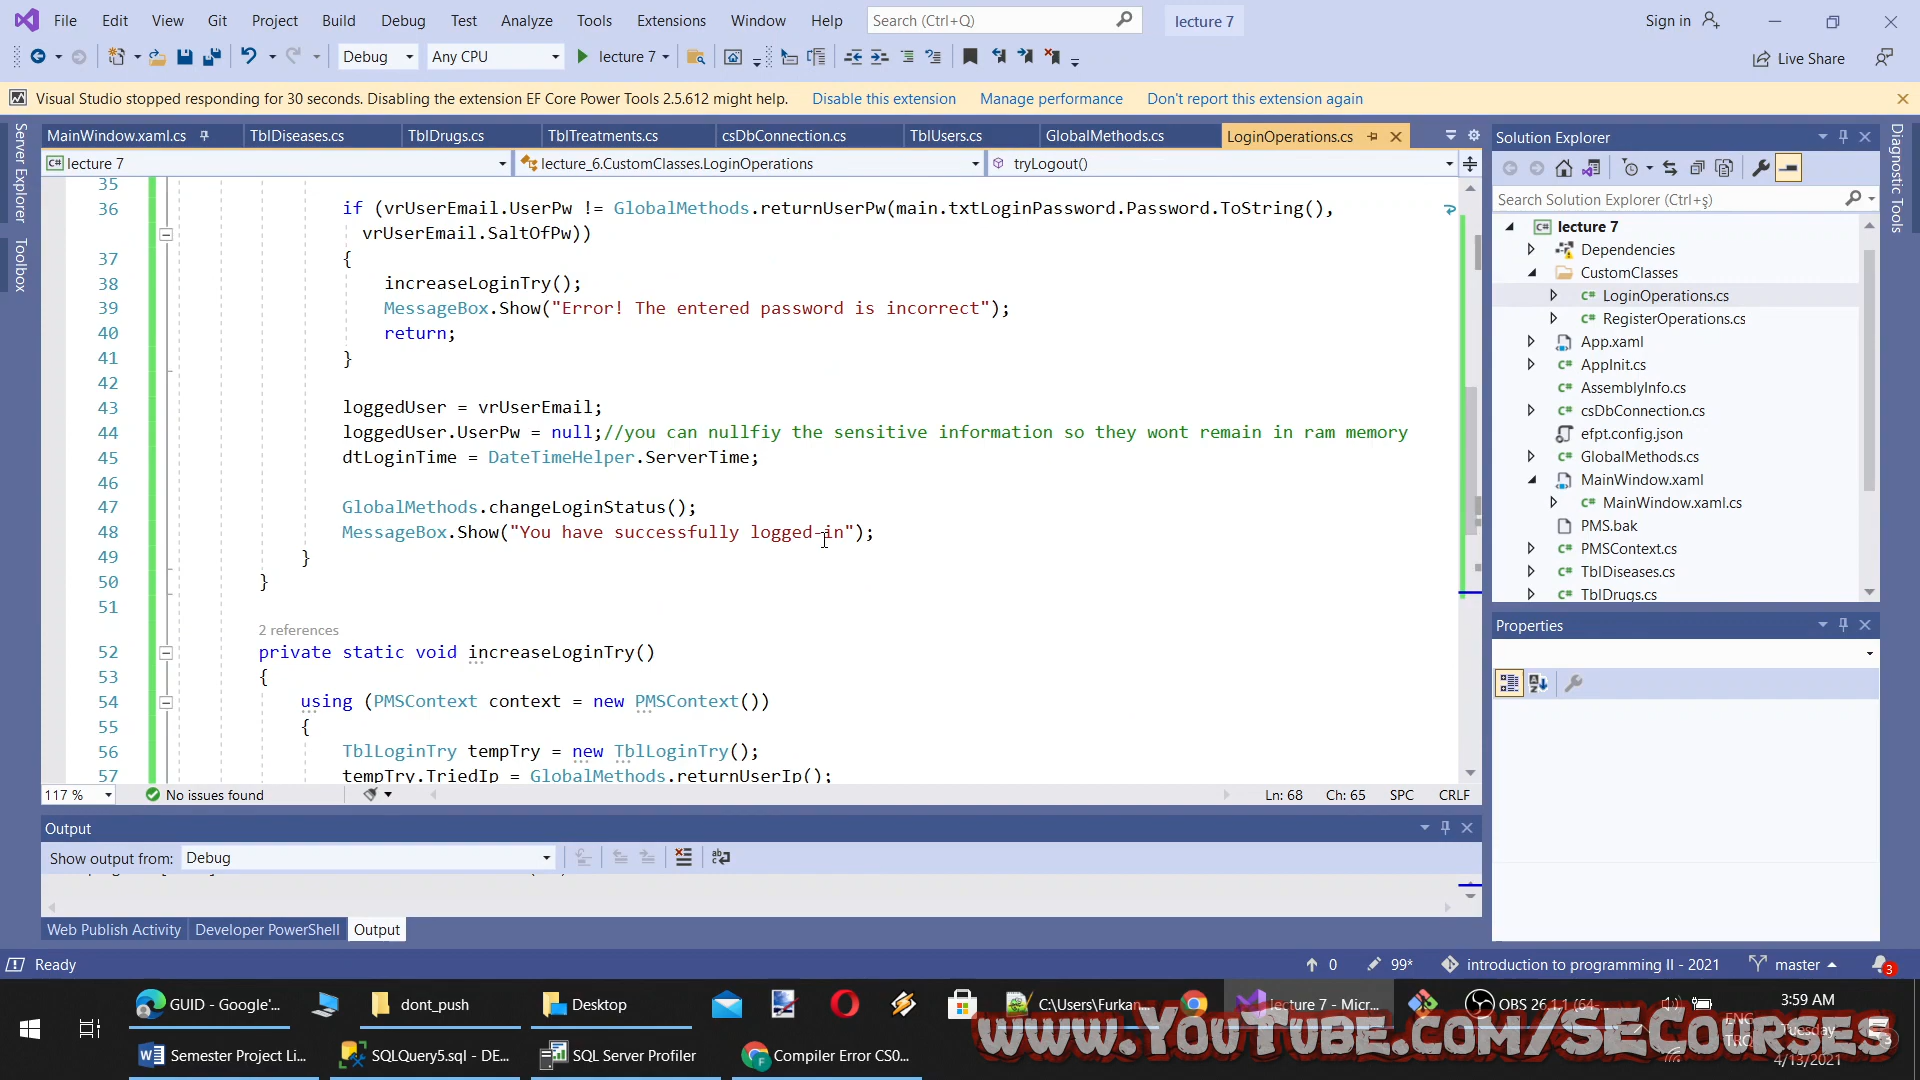 File Edit View Git Project Build Debug Test Analyze Tools Extensions Window Help Search (Ctrl+Q) lecture 7 Sign in
Debug Any CPU lecture 7 Live Share
Visual Studio stopped responding for 30 seconds. Disabling the extension EF Core Power Tools 2.5.612 might help. Disable this extension Manage performance Don't report this extension again
Server Explorer
Toolbox
MainWindow.xaml.cs TblDiseases.cs TblDrugs.cs TblTreatments.cs csDbConnection.cs TblUsers.cs GlobalMethods.cs LoginOperations.cs
lecture 7 lecture_6.CustomClasses.LoginOperations tryLogout()
35
36 if (vrUserEmail.UserPw != GlobalMethods.returnUserPw(main.txtLoginPassword.Password.ToString(),
vrUserEmail.SaltOfPw))
37 {
38 increaseLoginTry();
39 MessageBox.Show("Error! The entered password is incorrect");
40 return;
41 }
42
43 loggedUser = vrUserEmail;
44 loggedUser.UserPw = null;//you can nullfiy the sensitive information so they wont remain in ram memory
45 dtLoginTime = DateTimeHelper.ServerTime;
46
47 GlobalMethods.changeLoginStatus();
48 MessageBox.Show("You have successfully logged-in");
49 }
50 }
51
2 references
52 private static void increaseLoginTry()
53 {
54 using (PMSContext context = new PMSContext())
55 {
56 TblLoginTry tempTry = new TblLoginTry();
57 tempTry.TriedIp = GlobalMethods.returnUserIp();
117 % No issues found Ln: 68 Ch: 65 SPC CRLF
Output
Show output from: Debug
Web Publish Activity Developer PowerShell Output
Solution Explorer
Search Solution Explorer (Ctrl+ş)
lecture 7
Dependencies
CustomClasses
LoginOperations.cs
RegisterOperations.cs
App.xaml
AppInit.cs
AssemblyInfo.cs
csDbConnection.cs
efpt.config.json
GlobalMethods.cs
MainWindow.xaml
MainWindow.xaml.cs
PMS.bak
PMSContext.cs
TblDiseases.cs
TblDrugs.cs
Properties
Diagnostic Tools
Ready 0 99* introduction to programming II - 2021 master 3
GUID - Google'... dont_push Desktop C:\Users\Furkan... lecture 7 - Micr... OBS 26.1.1 (64-... 3:59 AM
ENG Tuesday
Semester Project Li... SQLQuery5.sql - DE... SQL Server Profiler Compiler Error CS0... 4/13/2021
www.YouTube.com/SECourses